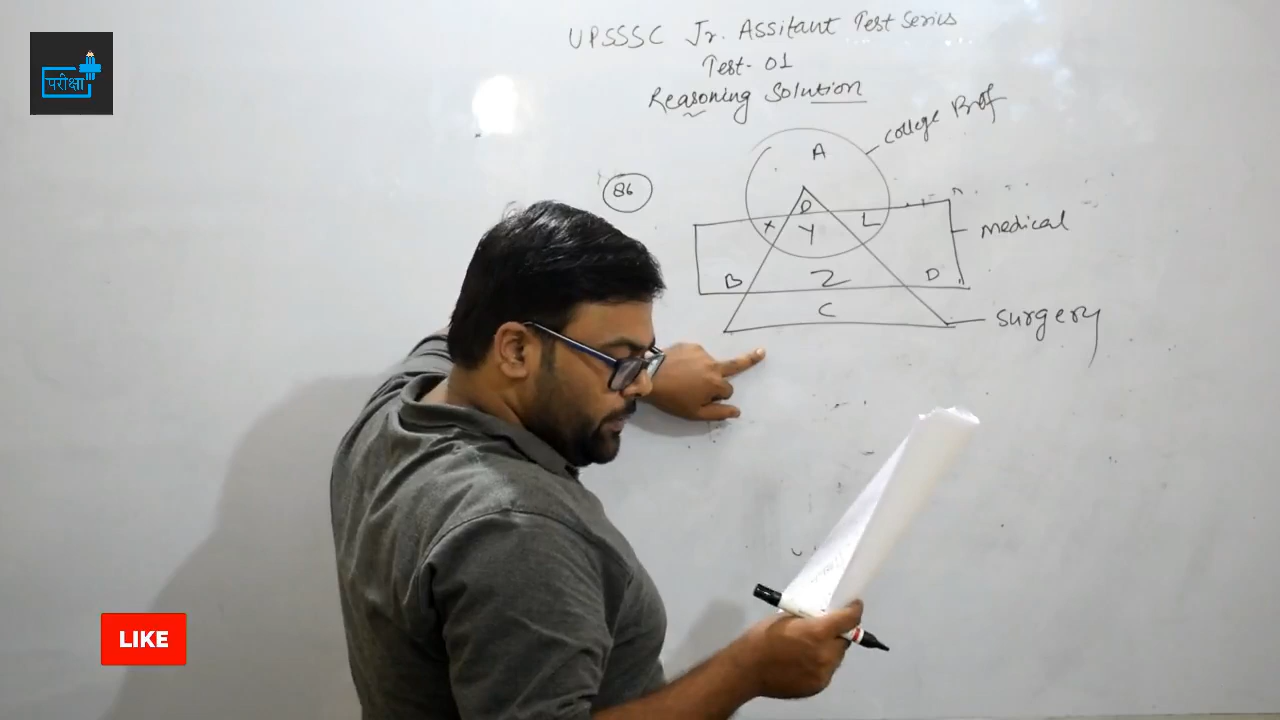 UPSSSC Jr. Assitant Test Series
Test-01
Reasoning Solution
परीक्षा
college Prof
A
86
O
X
Y
L
medical
B
Z
D
C
surgery
LIKE